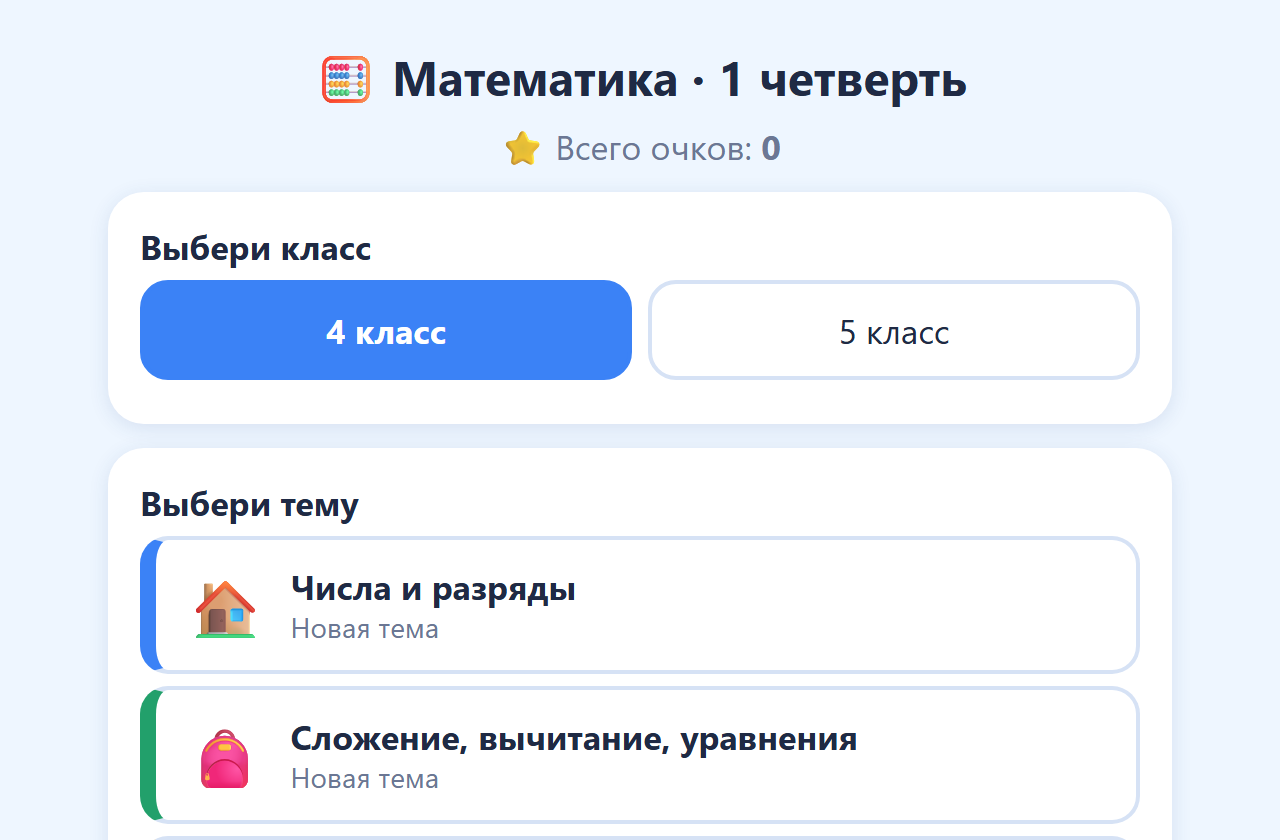 Математика · 1 четверть
Всего очков: 0
Выбери класс
4 класс
5 класс
Выбери тему
Числа и разряды
Новая тема
Сложение, вычитание, уравнения
Новая тема